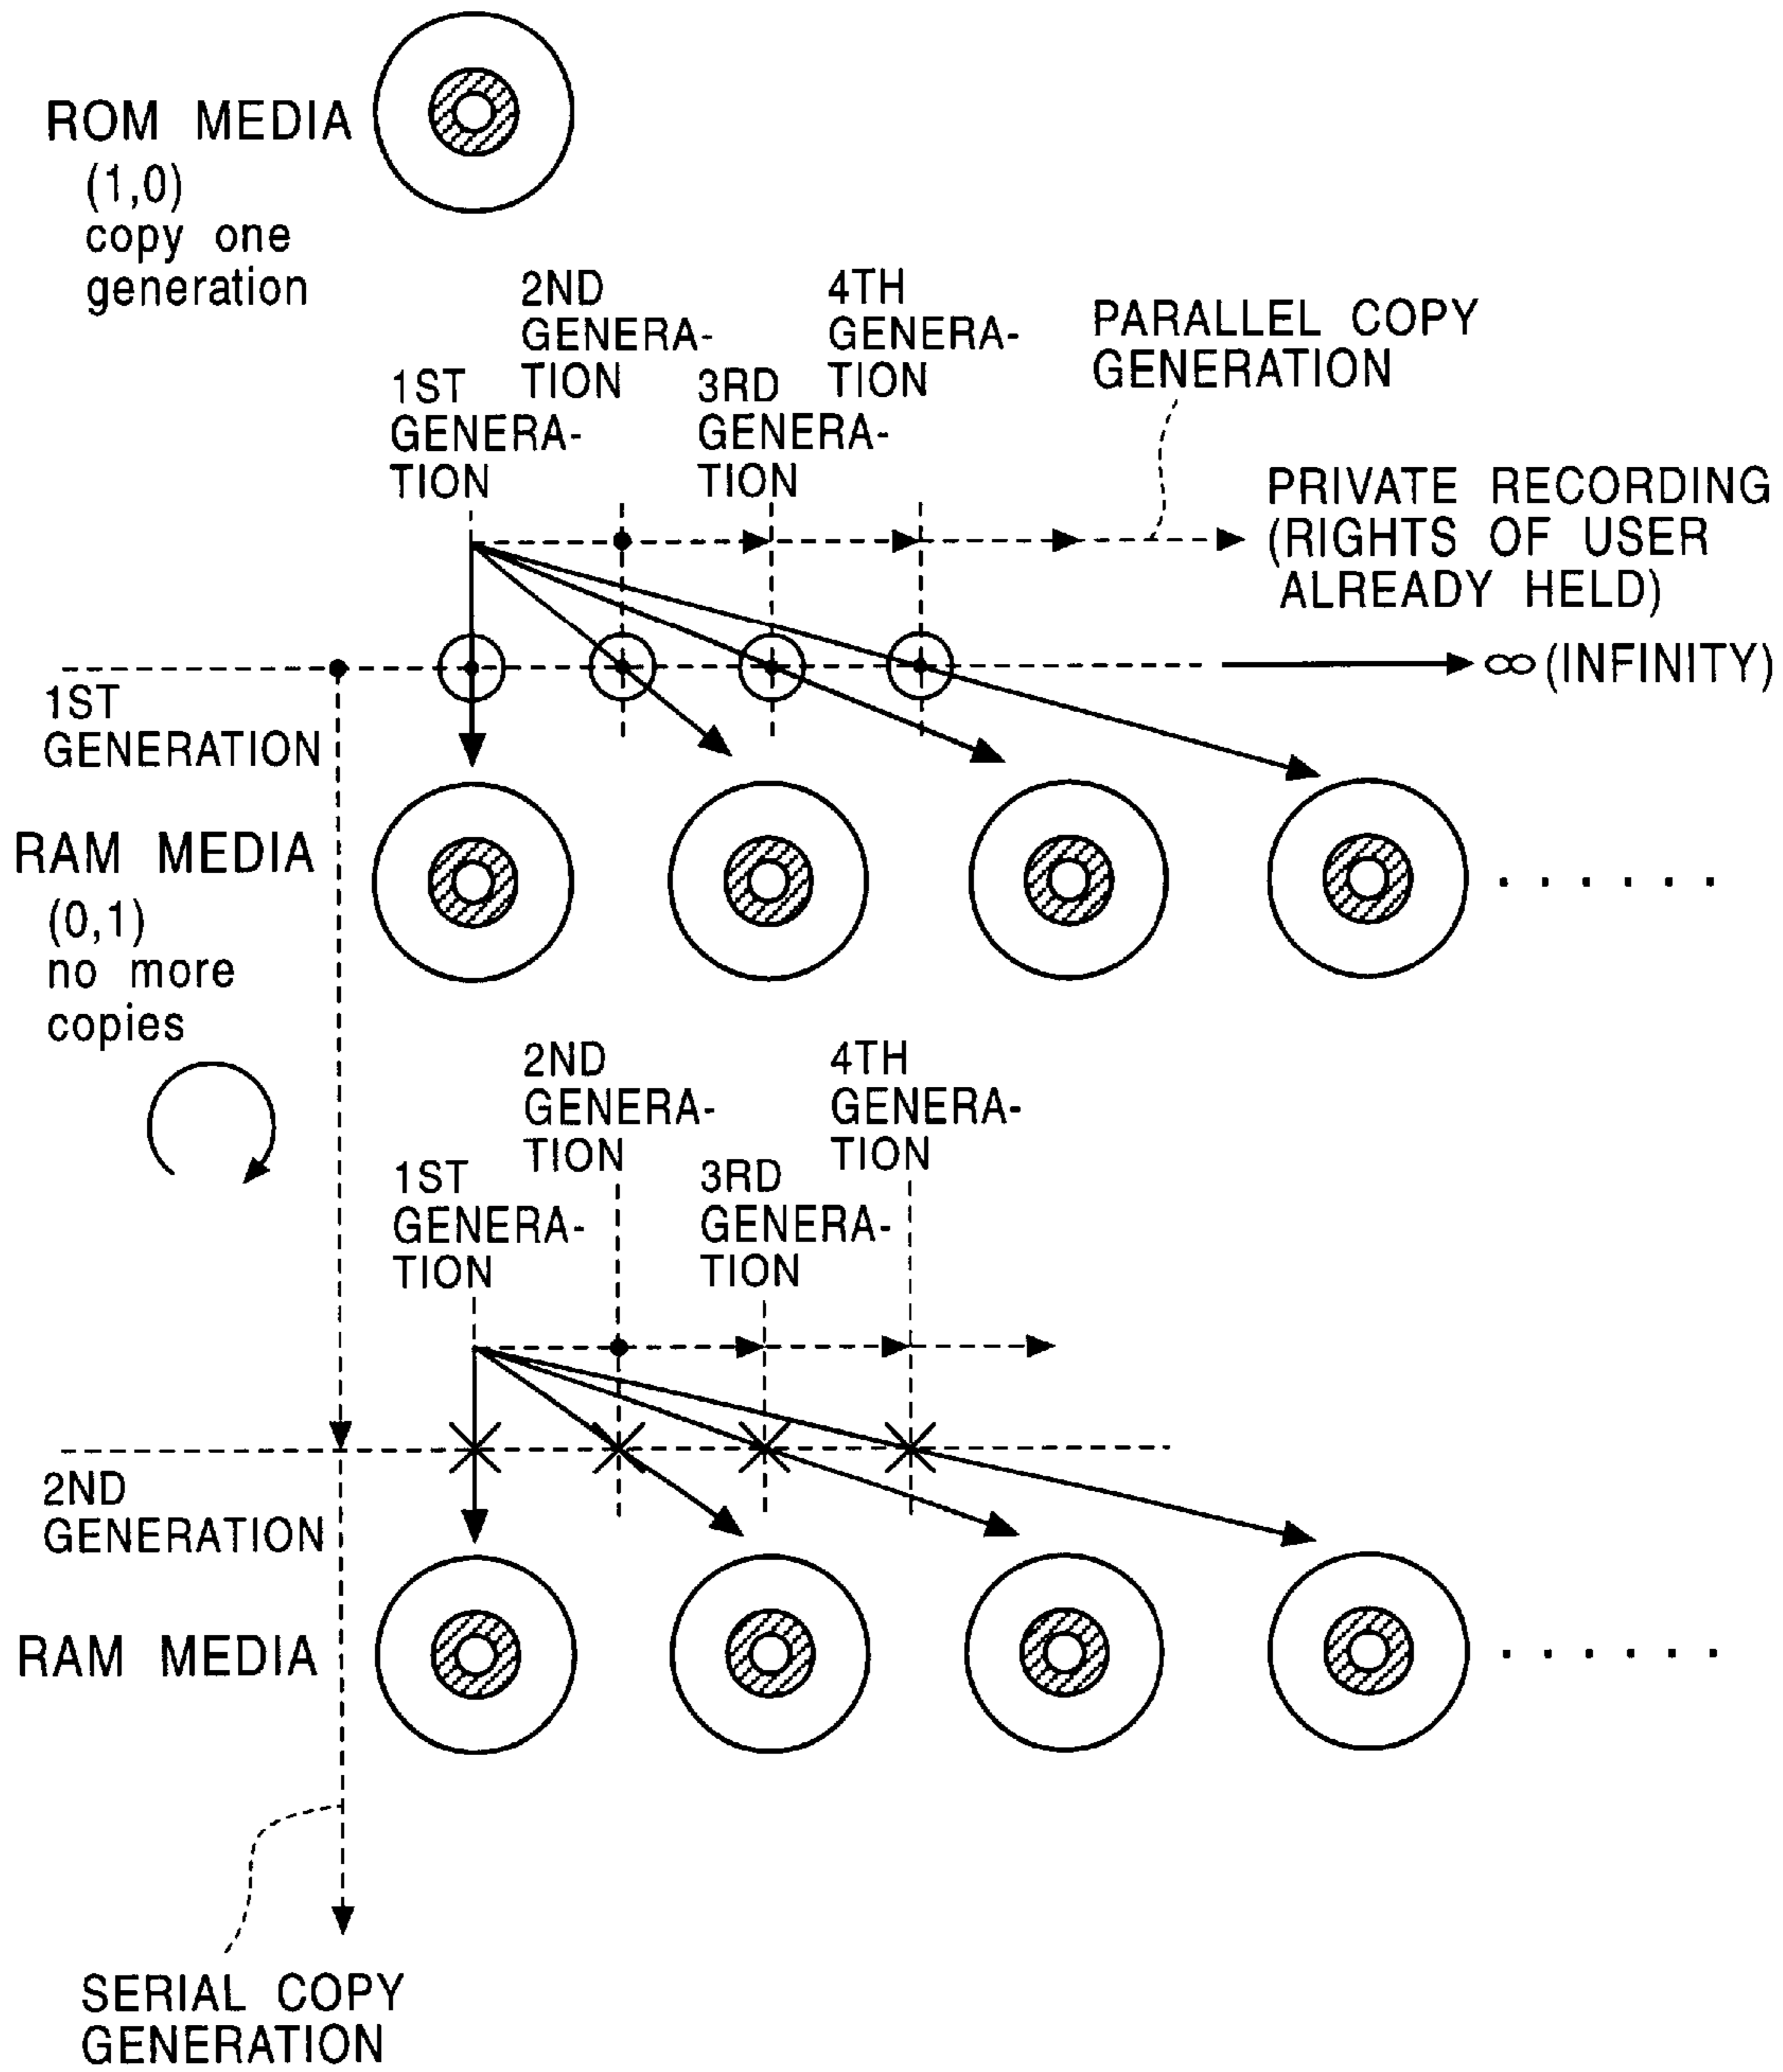 ROM MEDIA
(1,0)
copy one
generation
1ST
GENERA-
TION
2ND
GENERA-
TION
3RD
GENERA-
TION
4TH
GENERA-
TION
PARALLEL COPY
GENERATION
PRIVATE RECORDING
(RIGHTS OF USER
ALREADY HELD)
∞ (INFINITY)
1ST
GENERATION
RAM MEDIA
(0,1)
no more
copies
1ST
GENERA-
TION
2ND
GENERA-
TION
3RD
GENERA-
TION
4TH
GENERA-
TION
2ND
GENERATION
RAM MEDIA
SERIAL COPY
GENERATION